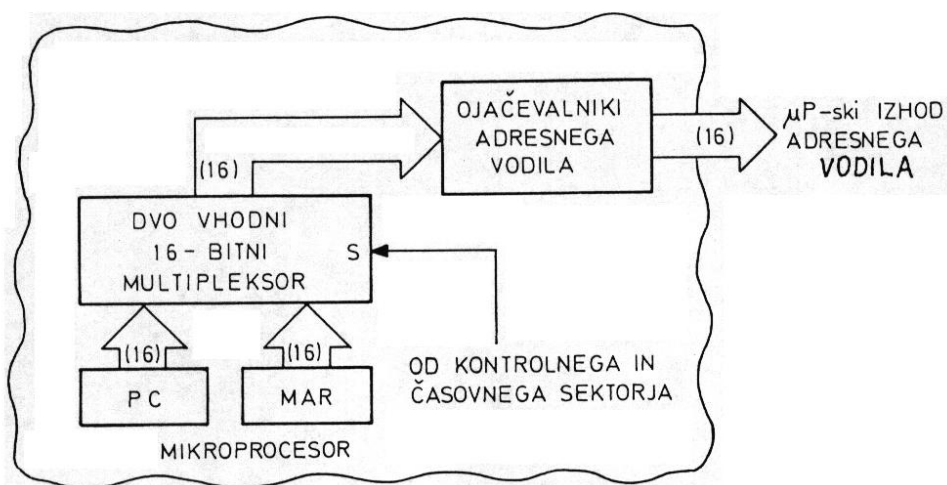 OJAČEVALNIKI
ADRESNEGA
VODILA
(16)
µP-ski IZHOD
ADRESNEGA
VODILA
(16)
DVO VHODNI
16-BITNI
MULTIPLEKSOR
S
(16)
(16)
PC
MAR
OD KONTROLNEGA IN
ČASOVNEGA SEKTORJA
MIKROPROCESOR